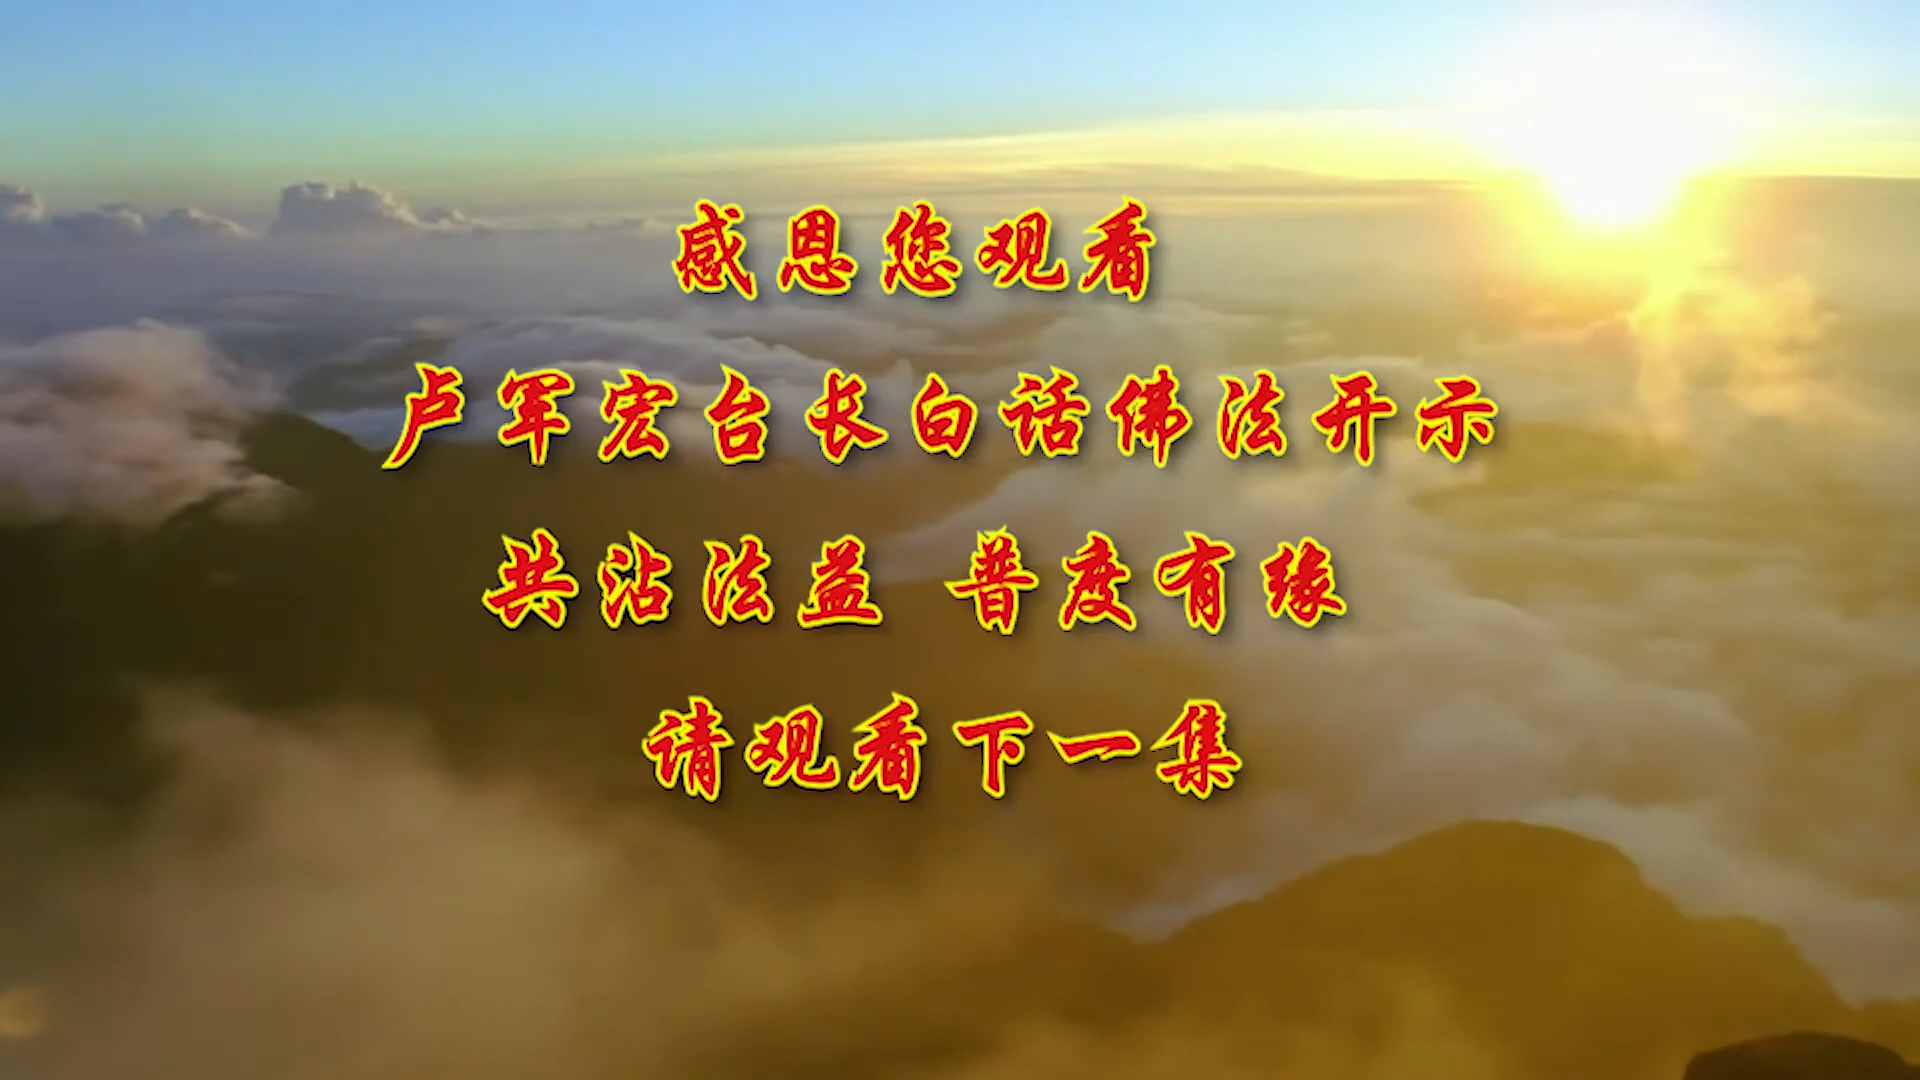 感恩您观看
卢军宏台长白话佛法开示
共沾法益 普度有缘
请观看下一集